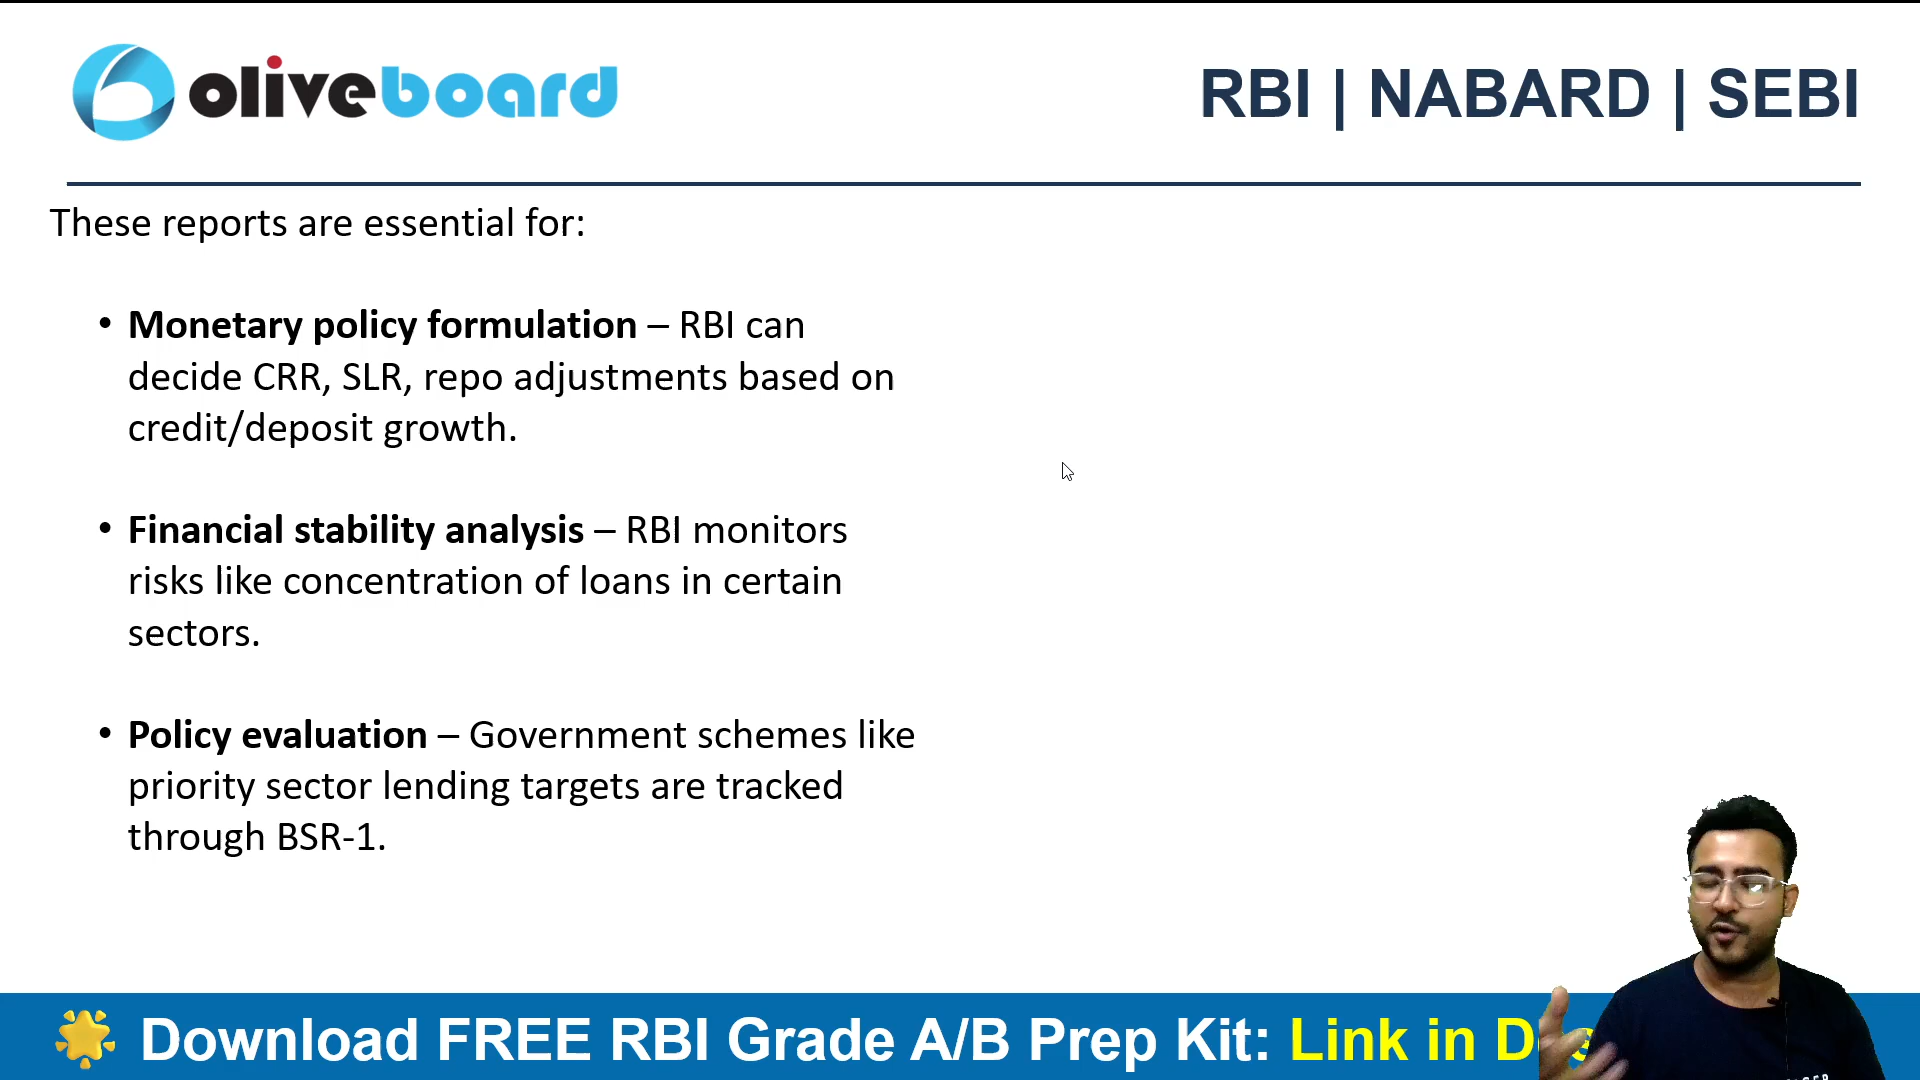 oliveboard
RBI | NABARD | SEBI
These reports are essential for:
• Monetary policy formulation – RBI can
decide CRR, SLR, repo adjustments based on
credit/deposit growth.
• Financial stability analysis – RBI monitors
risks like concentration of loans in certain
sectors.
• Policy evaluation – Government schemes like
priority sector lending targets are tracked
through BSR-1.
Download FREE RBI Grade A/B Prep Kit: Link in